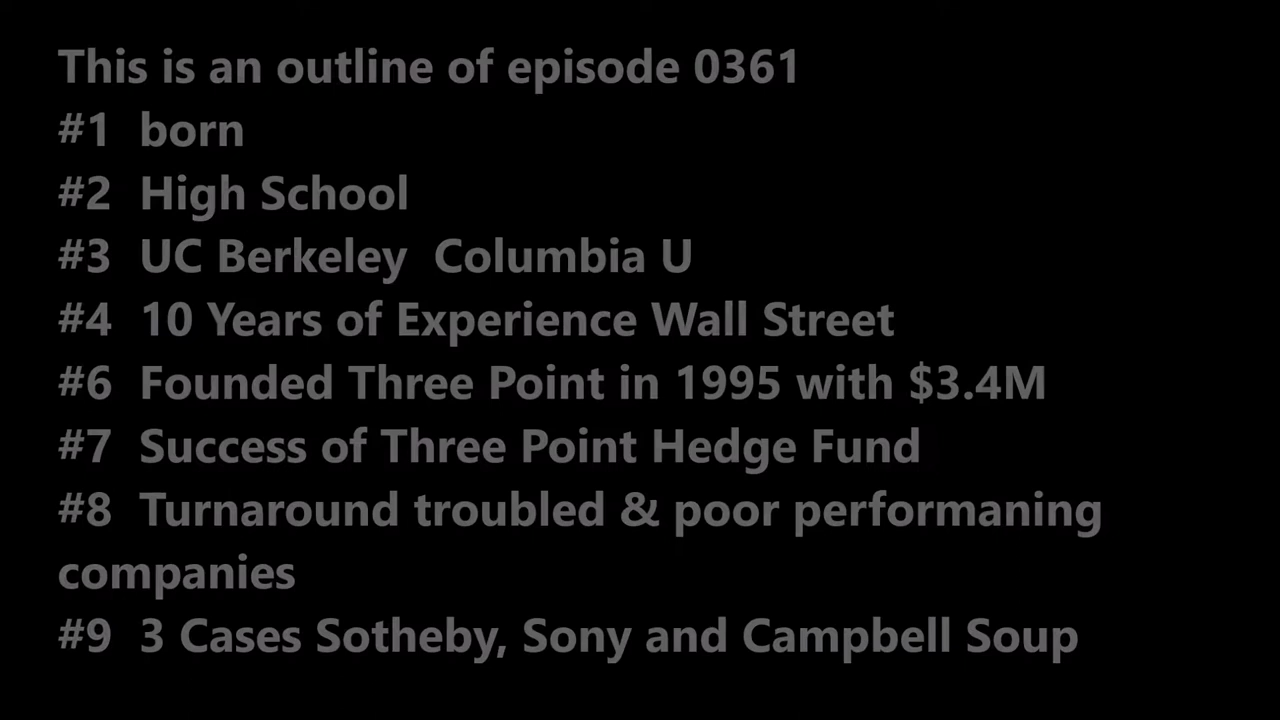 This is an outline of episode 0361
#1 born
#2 High School
#3 UC Berkeley Columbia U
#4 10 Years of Experience Wall Street
#6 Founded Three Point in 1995 with $3.4M
#7 Success of Three Point Hedge Fund
#8 Turnaround troubled & poor performaning
companies
#9 3 Cases Sotheby, Sony and Campbell Soup